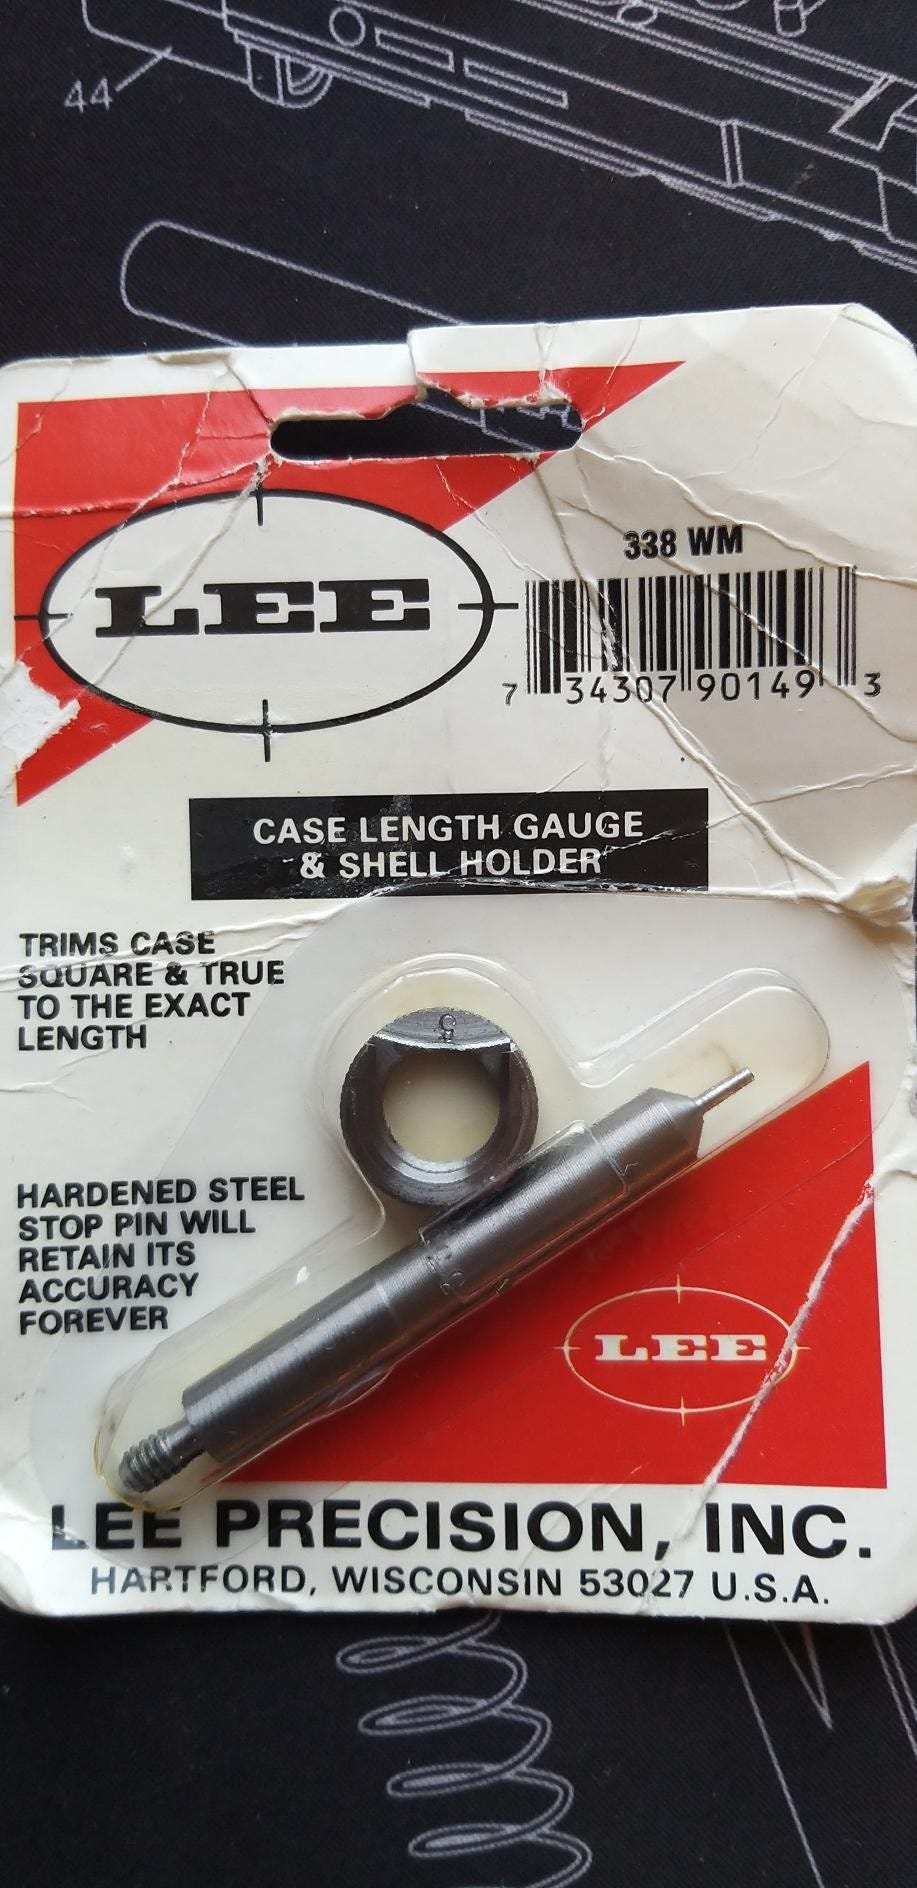 44
338 WM
LEE
7 34307 90149 3
CASE LENGTH GAUGE
& SHELL HOLDER
TRIMS CASE
SQUARE & TRUE
TO THE EXACT
LENGTH
5
HARDENED STEEL
STOP PIN WILL
RETAIN ITS
ACCURACY
FOREVER
LEE
LEE PRECISION, INC.
HARTFORD, WISCONSIN 53027 U.S.A.